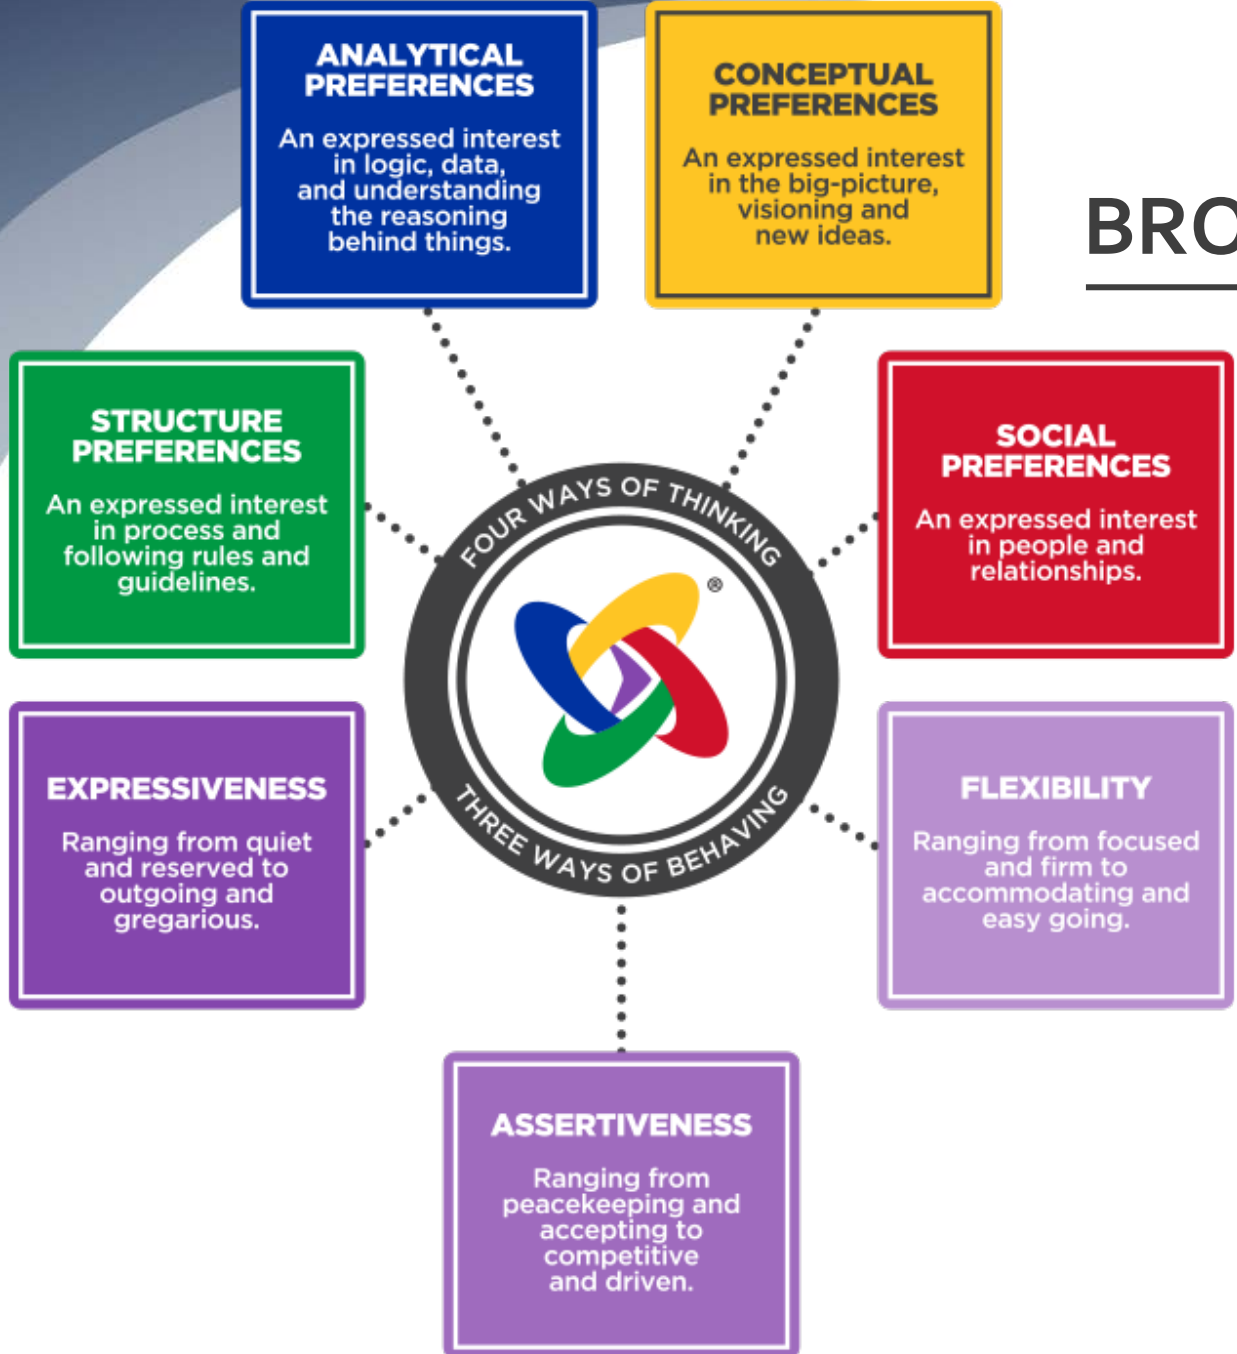 ANALYTICAL
PREFERENCES
An expressed interest
in logic, data,
and understanding
the reasoning
behind things.
CONCEPTUAL
PREFERENCES
An expressed interest
in the big-picture,
visioning and
new ideas.
BRO
STRUCTURE
PREFERENCES
An expressed interest
in process and
following rules and
guidelines.
SOCIAL
PREFERENCES
An expressed interest
in people and
relationships.
FOUR WAYS OF THINKING
®
THREE WAYS OF BEHAVING
EXPRESSIVENESS
Ranging from quiet
and reserved to
outgoing and
gregarious.
FLEXIBILITY
Ranging from focused
and firm to
accommodating and
easy going.
ASSERTIVENESS
Ranging from
peacekeeping and
accepting to
competitive
and driven.